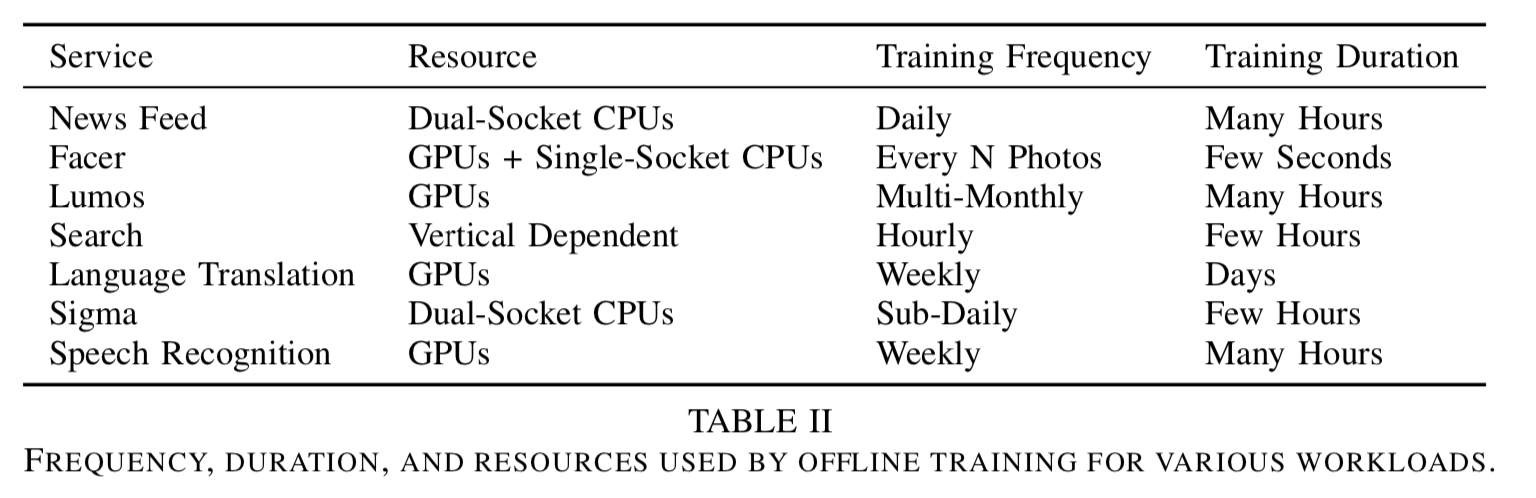 Service Resource Training Frequency Training Duration
News Feed Dual-Socket CPUs Daily Many Hours
Facer GPUs + Single-Socket CPUs Every N Photos Few Seconds
Lumos GPUs Multi-Monthly Many Hours
Search Vertical Dependent Hourly Few Hours
Language Translation GPUs Weekly Days
Sigma Dual-Socket CPUs Sub-Daily Few Hours
Speech Recognition GPUs Weekly Many Hours
TABLE II
FREQUENCY, DURATION, AND RESOURCES USED BY OFFLINE TRAINING FOR VARIOUS WORKLOADS.